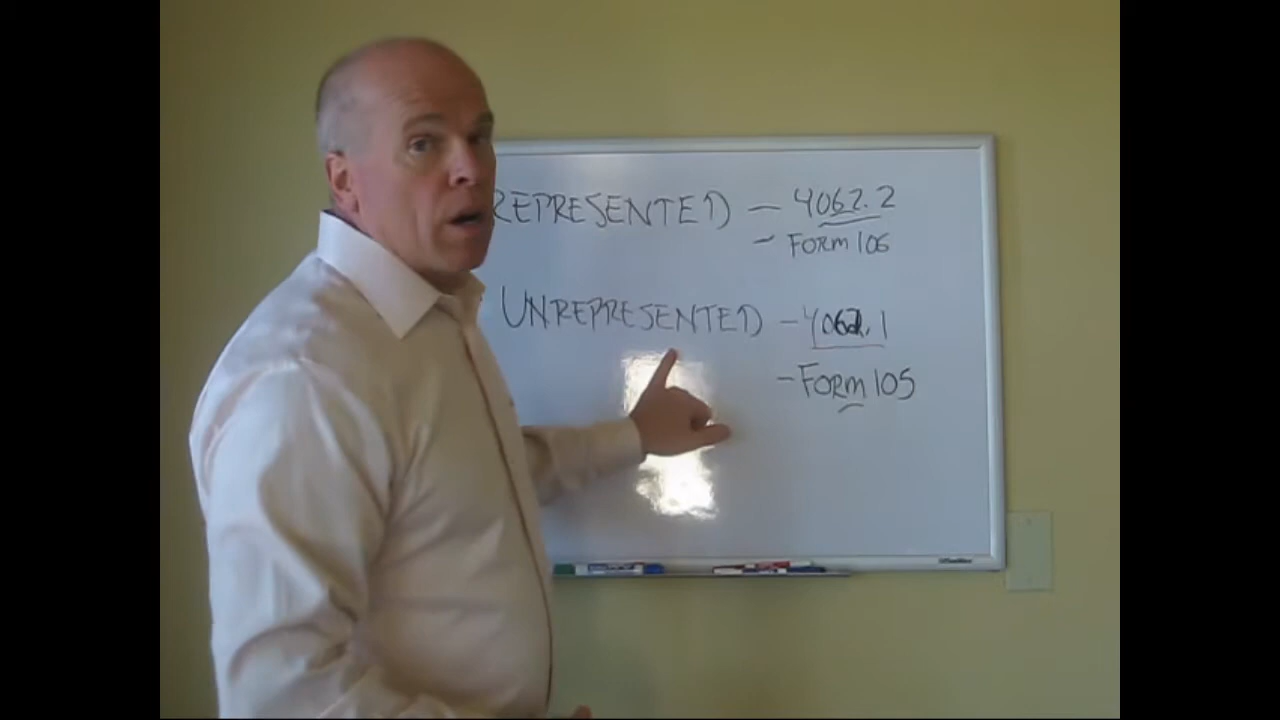 REPRESENTED – 4062.2
– FORM 106
UNREPRESENTED – 4062.1
– FORM 105